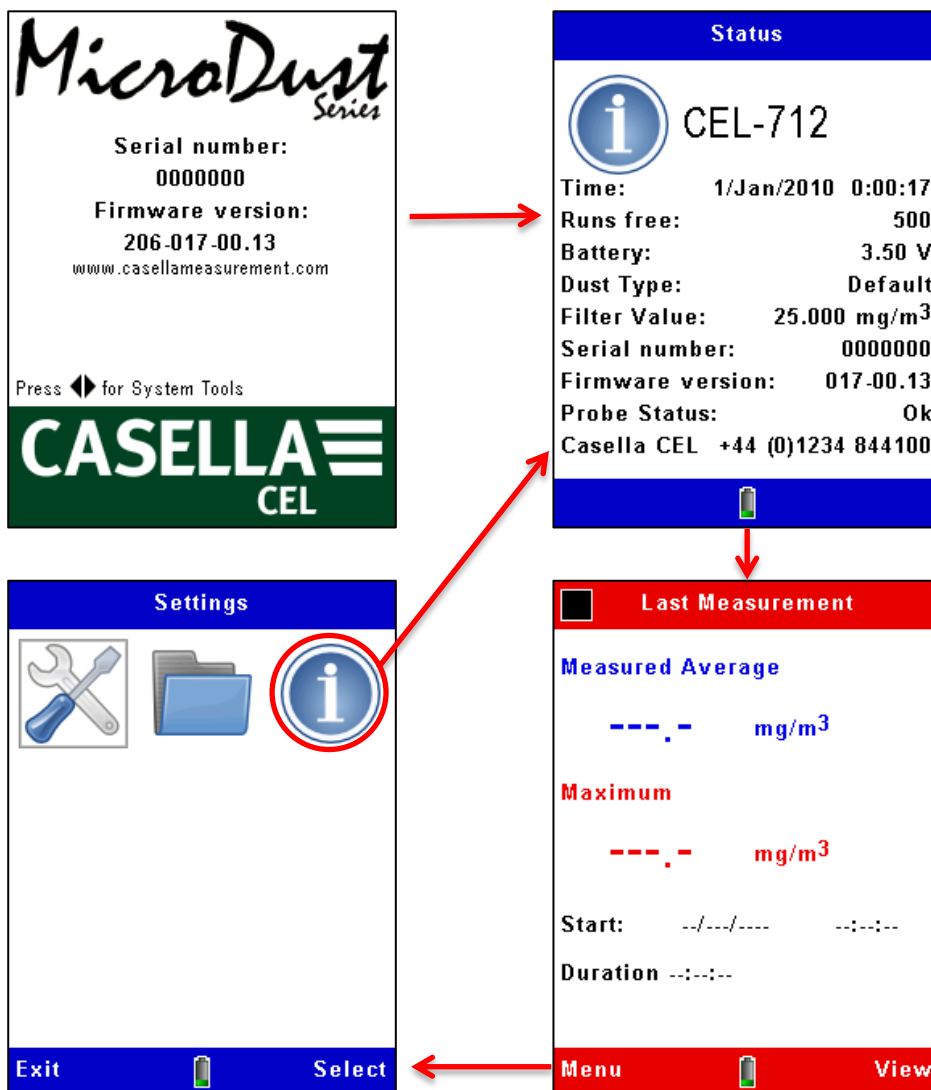 MicroDust
Series
Serial number:
0000000
Firmware version:
206-017-00.13
www.casellameasurement.com
Press for System Tools
CASELLA
CEL
Status
CEL-712
Time: 1/Jan/2010 0:00:17
Runs free: 500
Battery: 3.50 V
Dust Type: Default
Filter Value: 25.000 mg/m³
Serial number: 0000000
Firmware version: 017-00.13
Probe Status: Ok
Casella CEL +44 (0)1234 844100
Settings
Exit Select
Last Measurement
Measured Average
---.- mg/m³
Maximum
---.- mg/m³
Start: --/---/---- --:--:--
Duration --:--:--
Menu View